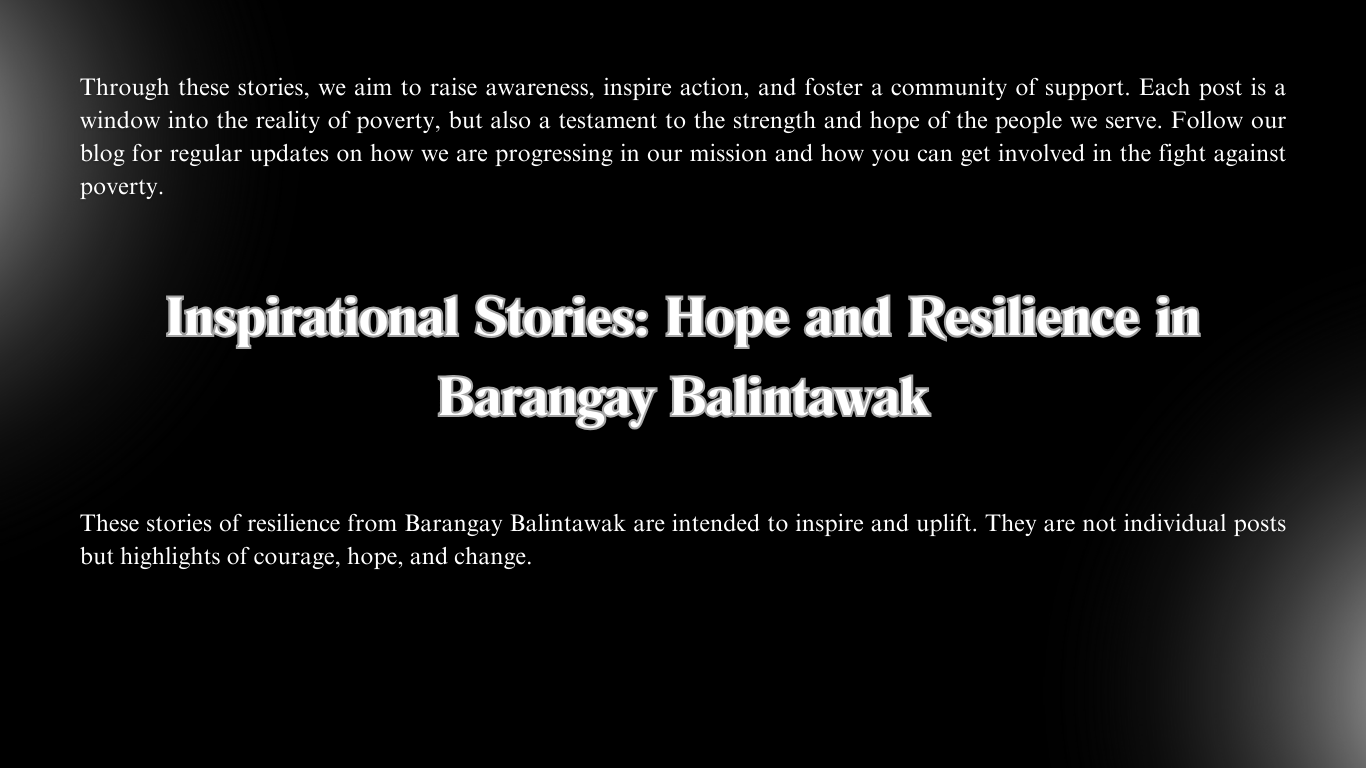 Through these stories, we aim to raise awareness, inspire action, and foster a community of support. Each post is a
window into the reality of poverty, but also a testament to the strength and hope of the people we serve. Follow our
blog for regular updates on how we are progressing in our mission and how you can get involved in the fight against
poverty.
Inspirational Stories: Hope and Resilience in
Barangay Balintawak
These stories of resilience from Barangay Balintawak are intended to inspire and uplift. They are not individual posts
but highlights of courage, hope, and change.